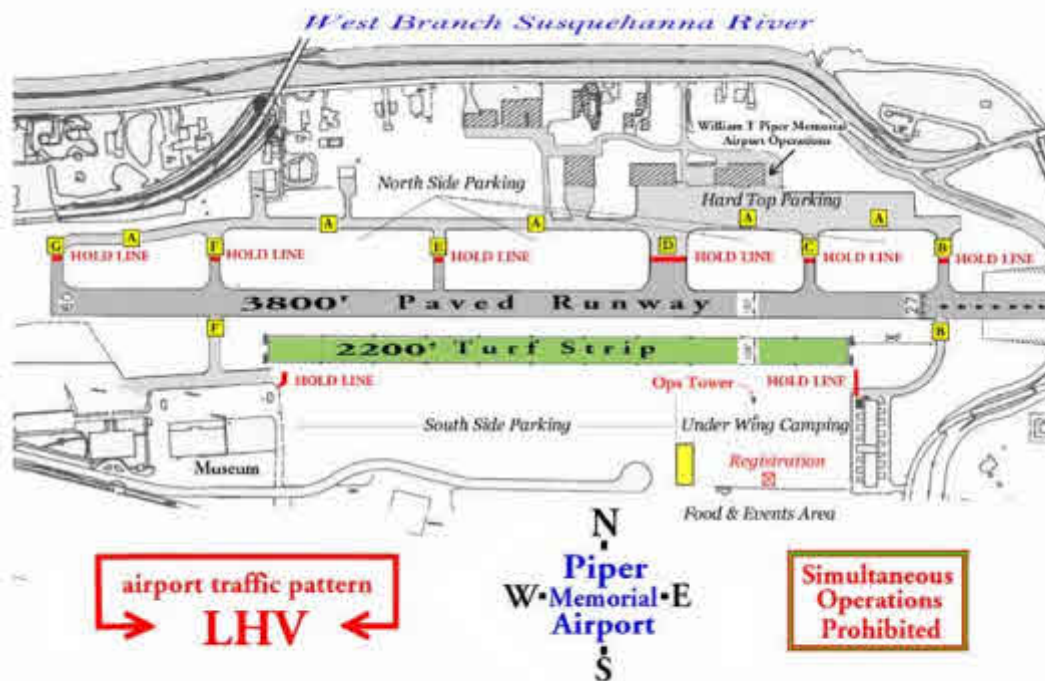 West Branch Susquehanna River
William T Piper Memorial
Airport Operations
North Side Parking
Hard Top Parking
A
A
A
A
A
G
F
E
D
C
B
HOLD LINE
HOLD LINE
HOLD LINE
HOLD LINE
HOLD LINE
HOLD LINE
3800' Paved Runway
27
F
B
2200' Turf Strip
HOLD LINE
Ops Tower
HOLD LINE
South Side Parking
Under Wing Camping
Museum
Registration
Food & Events Area
airport traffic pattern
LHV
N
Piper
W Memorial E
Airport
S
Simultaneous
Operations
Prohibited